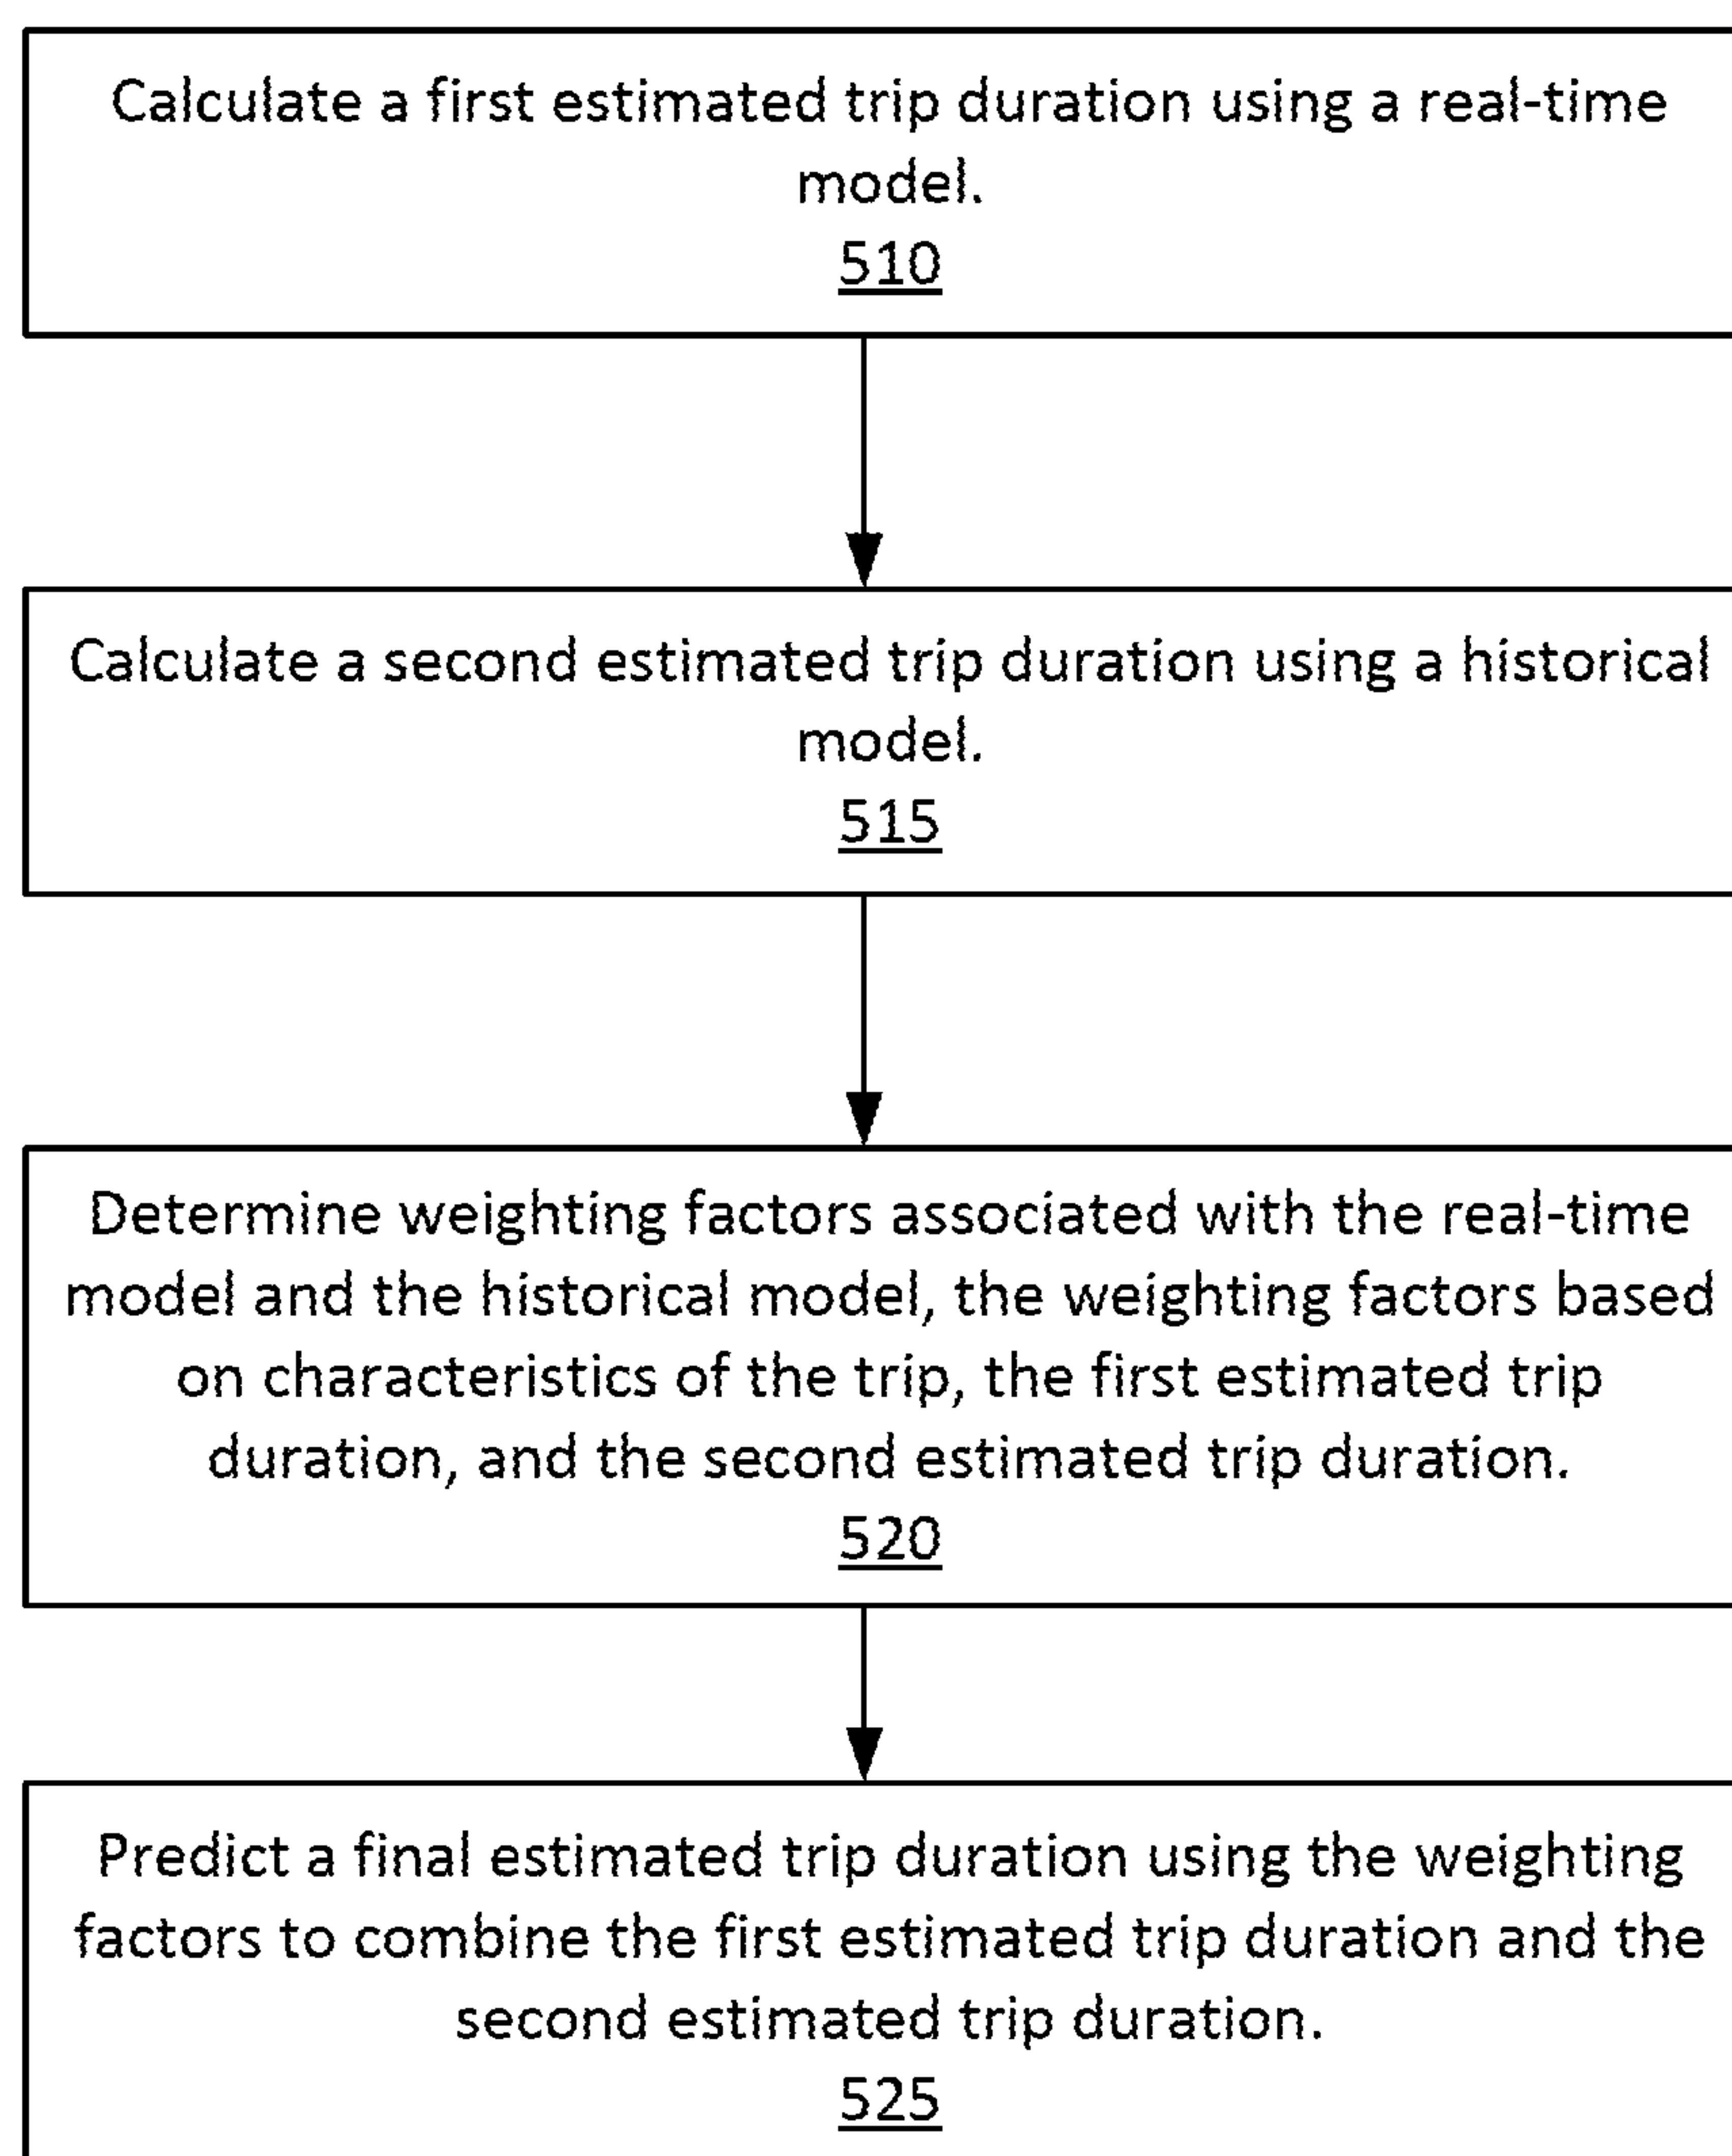 Calculate a first estimated trip duration using a real-time
model.
510
Calculate a second estimated trip duration using a historical
model.
515
Determine weighting factors associated with the real-time
model and the historical model, the weighting factors based
on characteristics of the trip, the first estimated trip
duration, and the second estimated trip duration.
520
Predict a final estimated trip duration using the weighting
factors to combine the first estimated trip duration and the
second estimated trip duration.
525